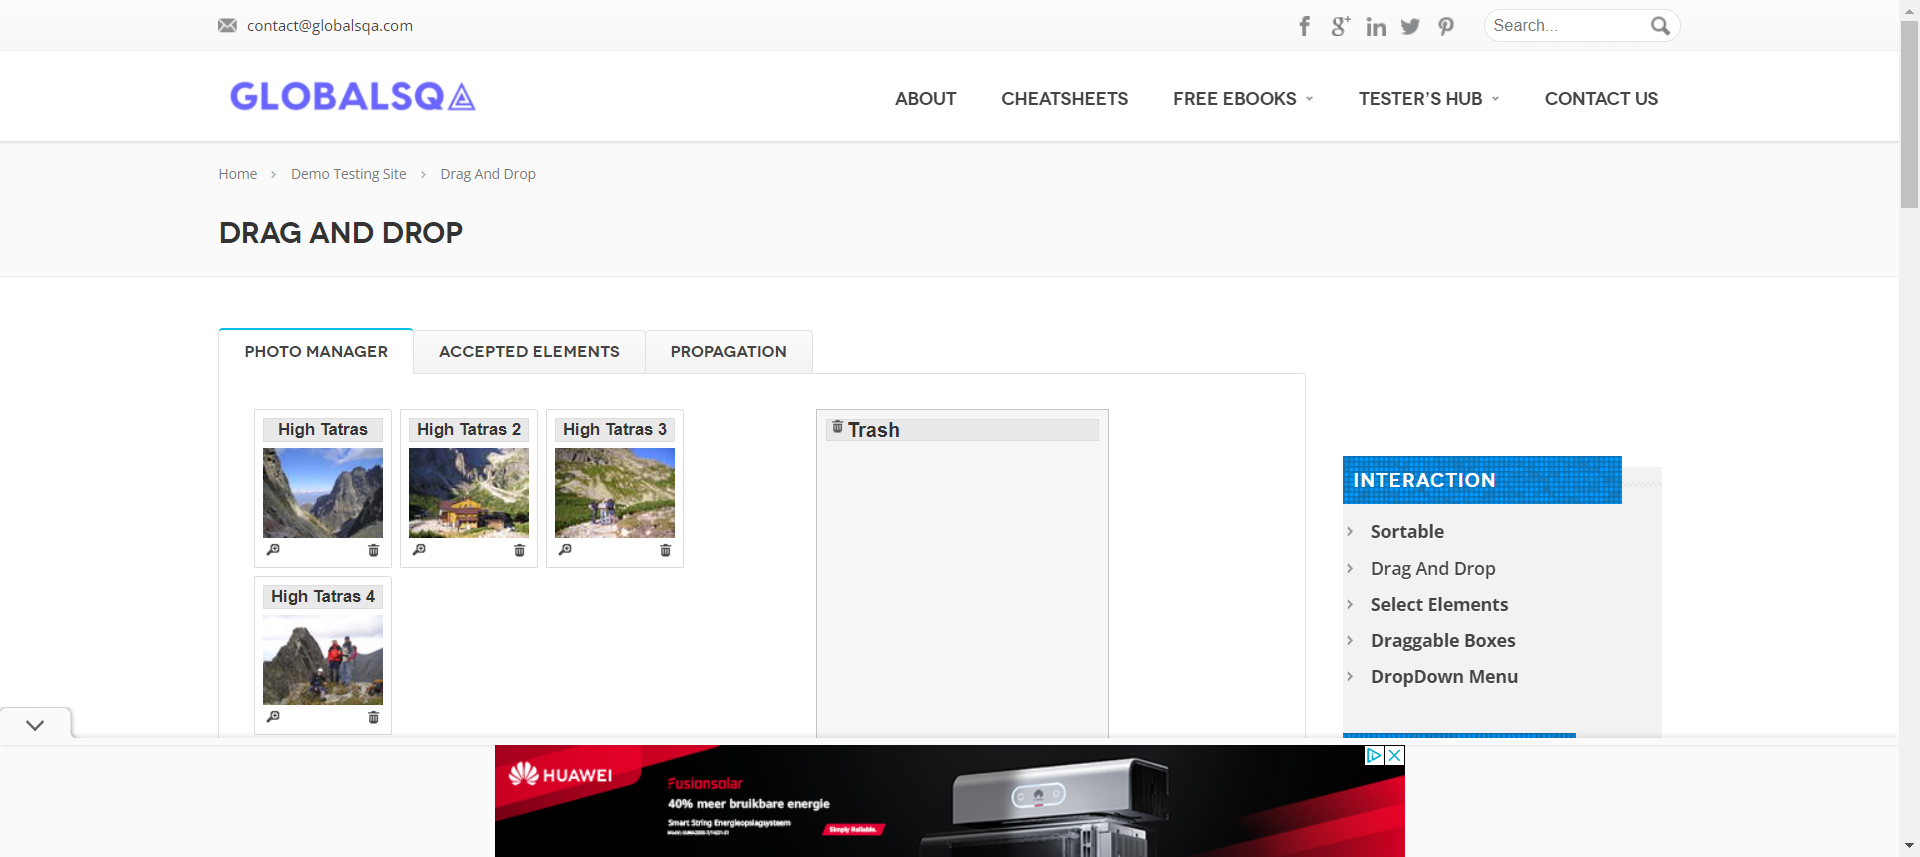 contact@globalsqa.com
Search...
GLOBALSQA
ABOUT
CHEATSHEETS
FREE EBOOKS
TESTER’S HUB
CONTACT US
Home
Demo Testing Site
Drag And Drop
DRAG AND DROP
PHOTO MANAGER
ACCEPTED ELEMENTS
PROPAGATION
High Tatras
High Tatras 2
High Tatras 3
High Tatras 4
Trash
INTERACTION
Sortable
Drag And Drop
Select Elements
Draggable Boxes
DropDown Menu
HUAWEI
Fusionsolar
40% meer bruikbare energie
Smart String Energieopslagsysteem
Simply Reliable.